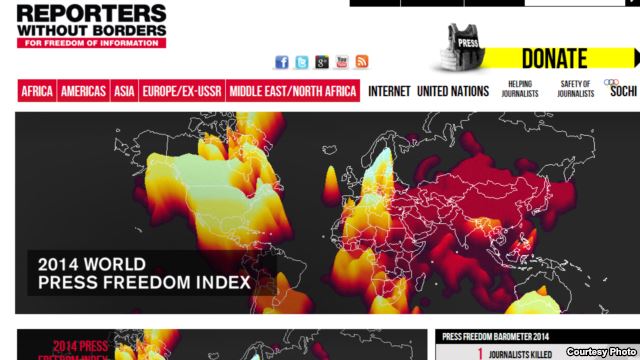 REPORTERS
WITHOUT BORDERS
FOR FREEDOM OF INFORMATION
PRESS
DONATE
AFRICA
AMERICAS
ASIA
EUROPE/EX-USSR
MIDDLE EAST/NORTH AFRICA
INTERNET
UNITED NATIONS
HELPING
JOURNALISTS
SAFETY OF
JOURNALISTS
SOCHI
2014 WORLD
PRESS FREEDOM INDEX
2014 PRESS
FREEDOM INDEX
PRESS FREEDOM BAROMETER 2014
1 JOURNALISTS KILLED
Courtesy Photo